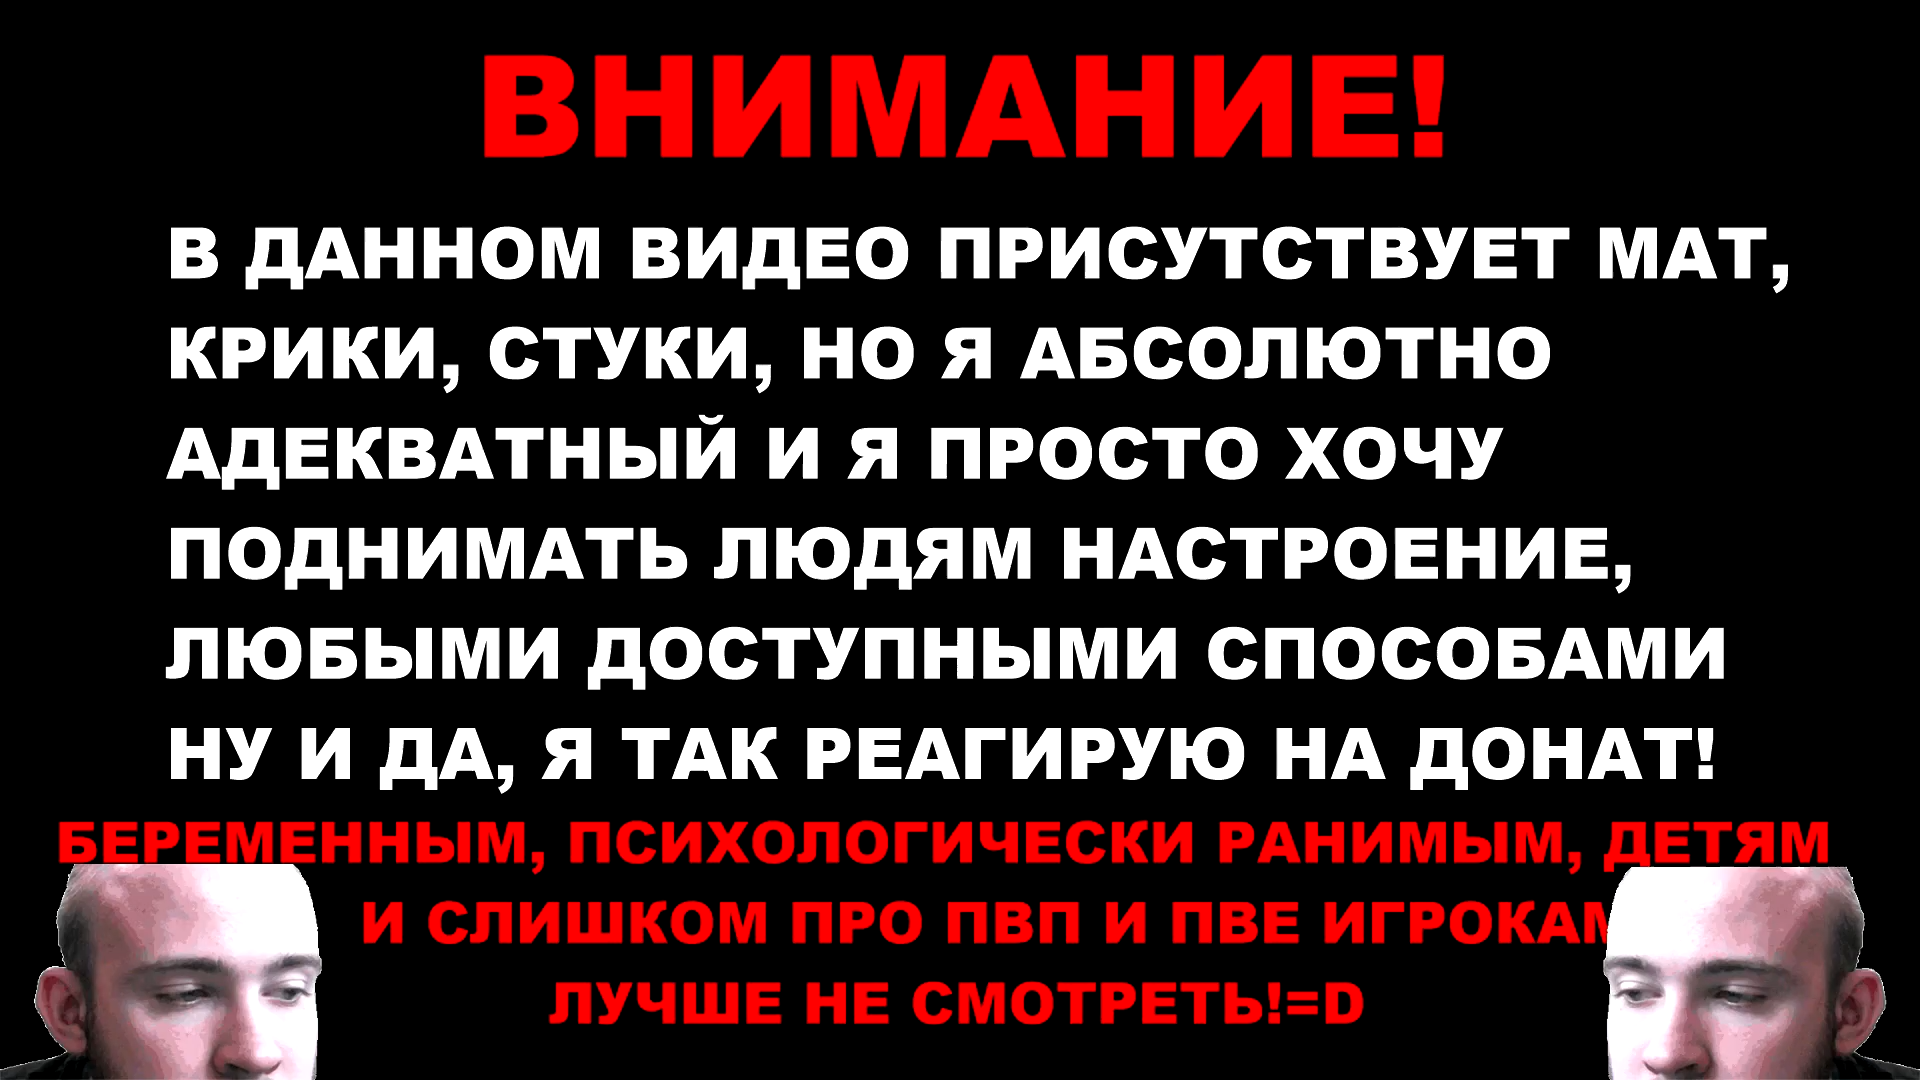 ВНИМАНИЕ!
В ДАННОМ ВИДЕО ПРИСУТСТВУЕТ МАТ,
КРИКИ, СТУКИ, НО Я АБСОЛЮТНО
АДЕКВАТНЫЙ И Я ПРОСТО ХОЧУ
ПОДНИМАТЬ ЛЮДЯМ НАСТРОЕНИЕ,
ЛЮБЫМИ ДОСТУПНЫМИ СПОСОБАМИ
НУ И ДА, Я ТАК РЕАГИРУЮ НА ДОНАТ!
БЕРЕМЕННЫМ, ПСИХОЛОГИЧЕСКИ РАНИМЫМ, ДЕТЯМ
И СЛИШКОМ ПРО ПВП И ПВЕ ИГРОКАМ
ЛУЧШЕ НЕ СМОТРЕТЬ!=D